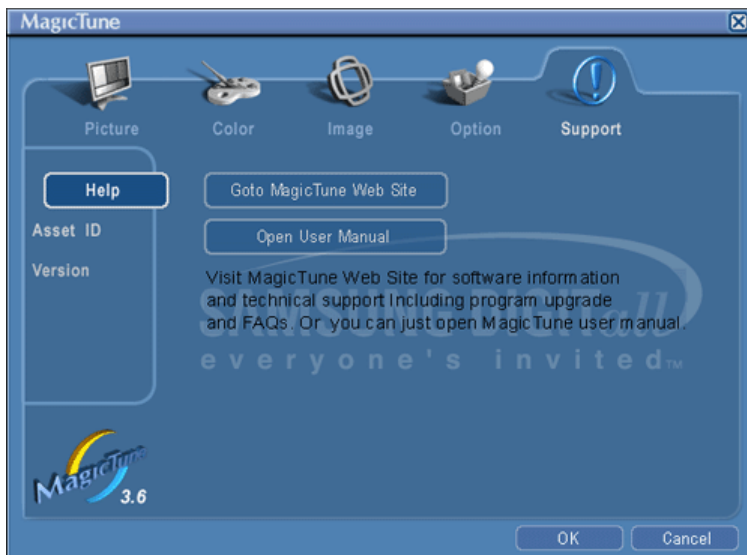 MagicTune
Picture
Color
Image
Option
Support
Help
Asset ID
Version
Goto MagicTune Web Site
Open User Manual
Visit MagicTune Web Site for software information
and technical support Including program upgrade
and FAQs. Or you can just open MagicTune user manual.
SAMSUNG DIGITall
everyone's invited™
MagicTune
3.6
OK
Cancel